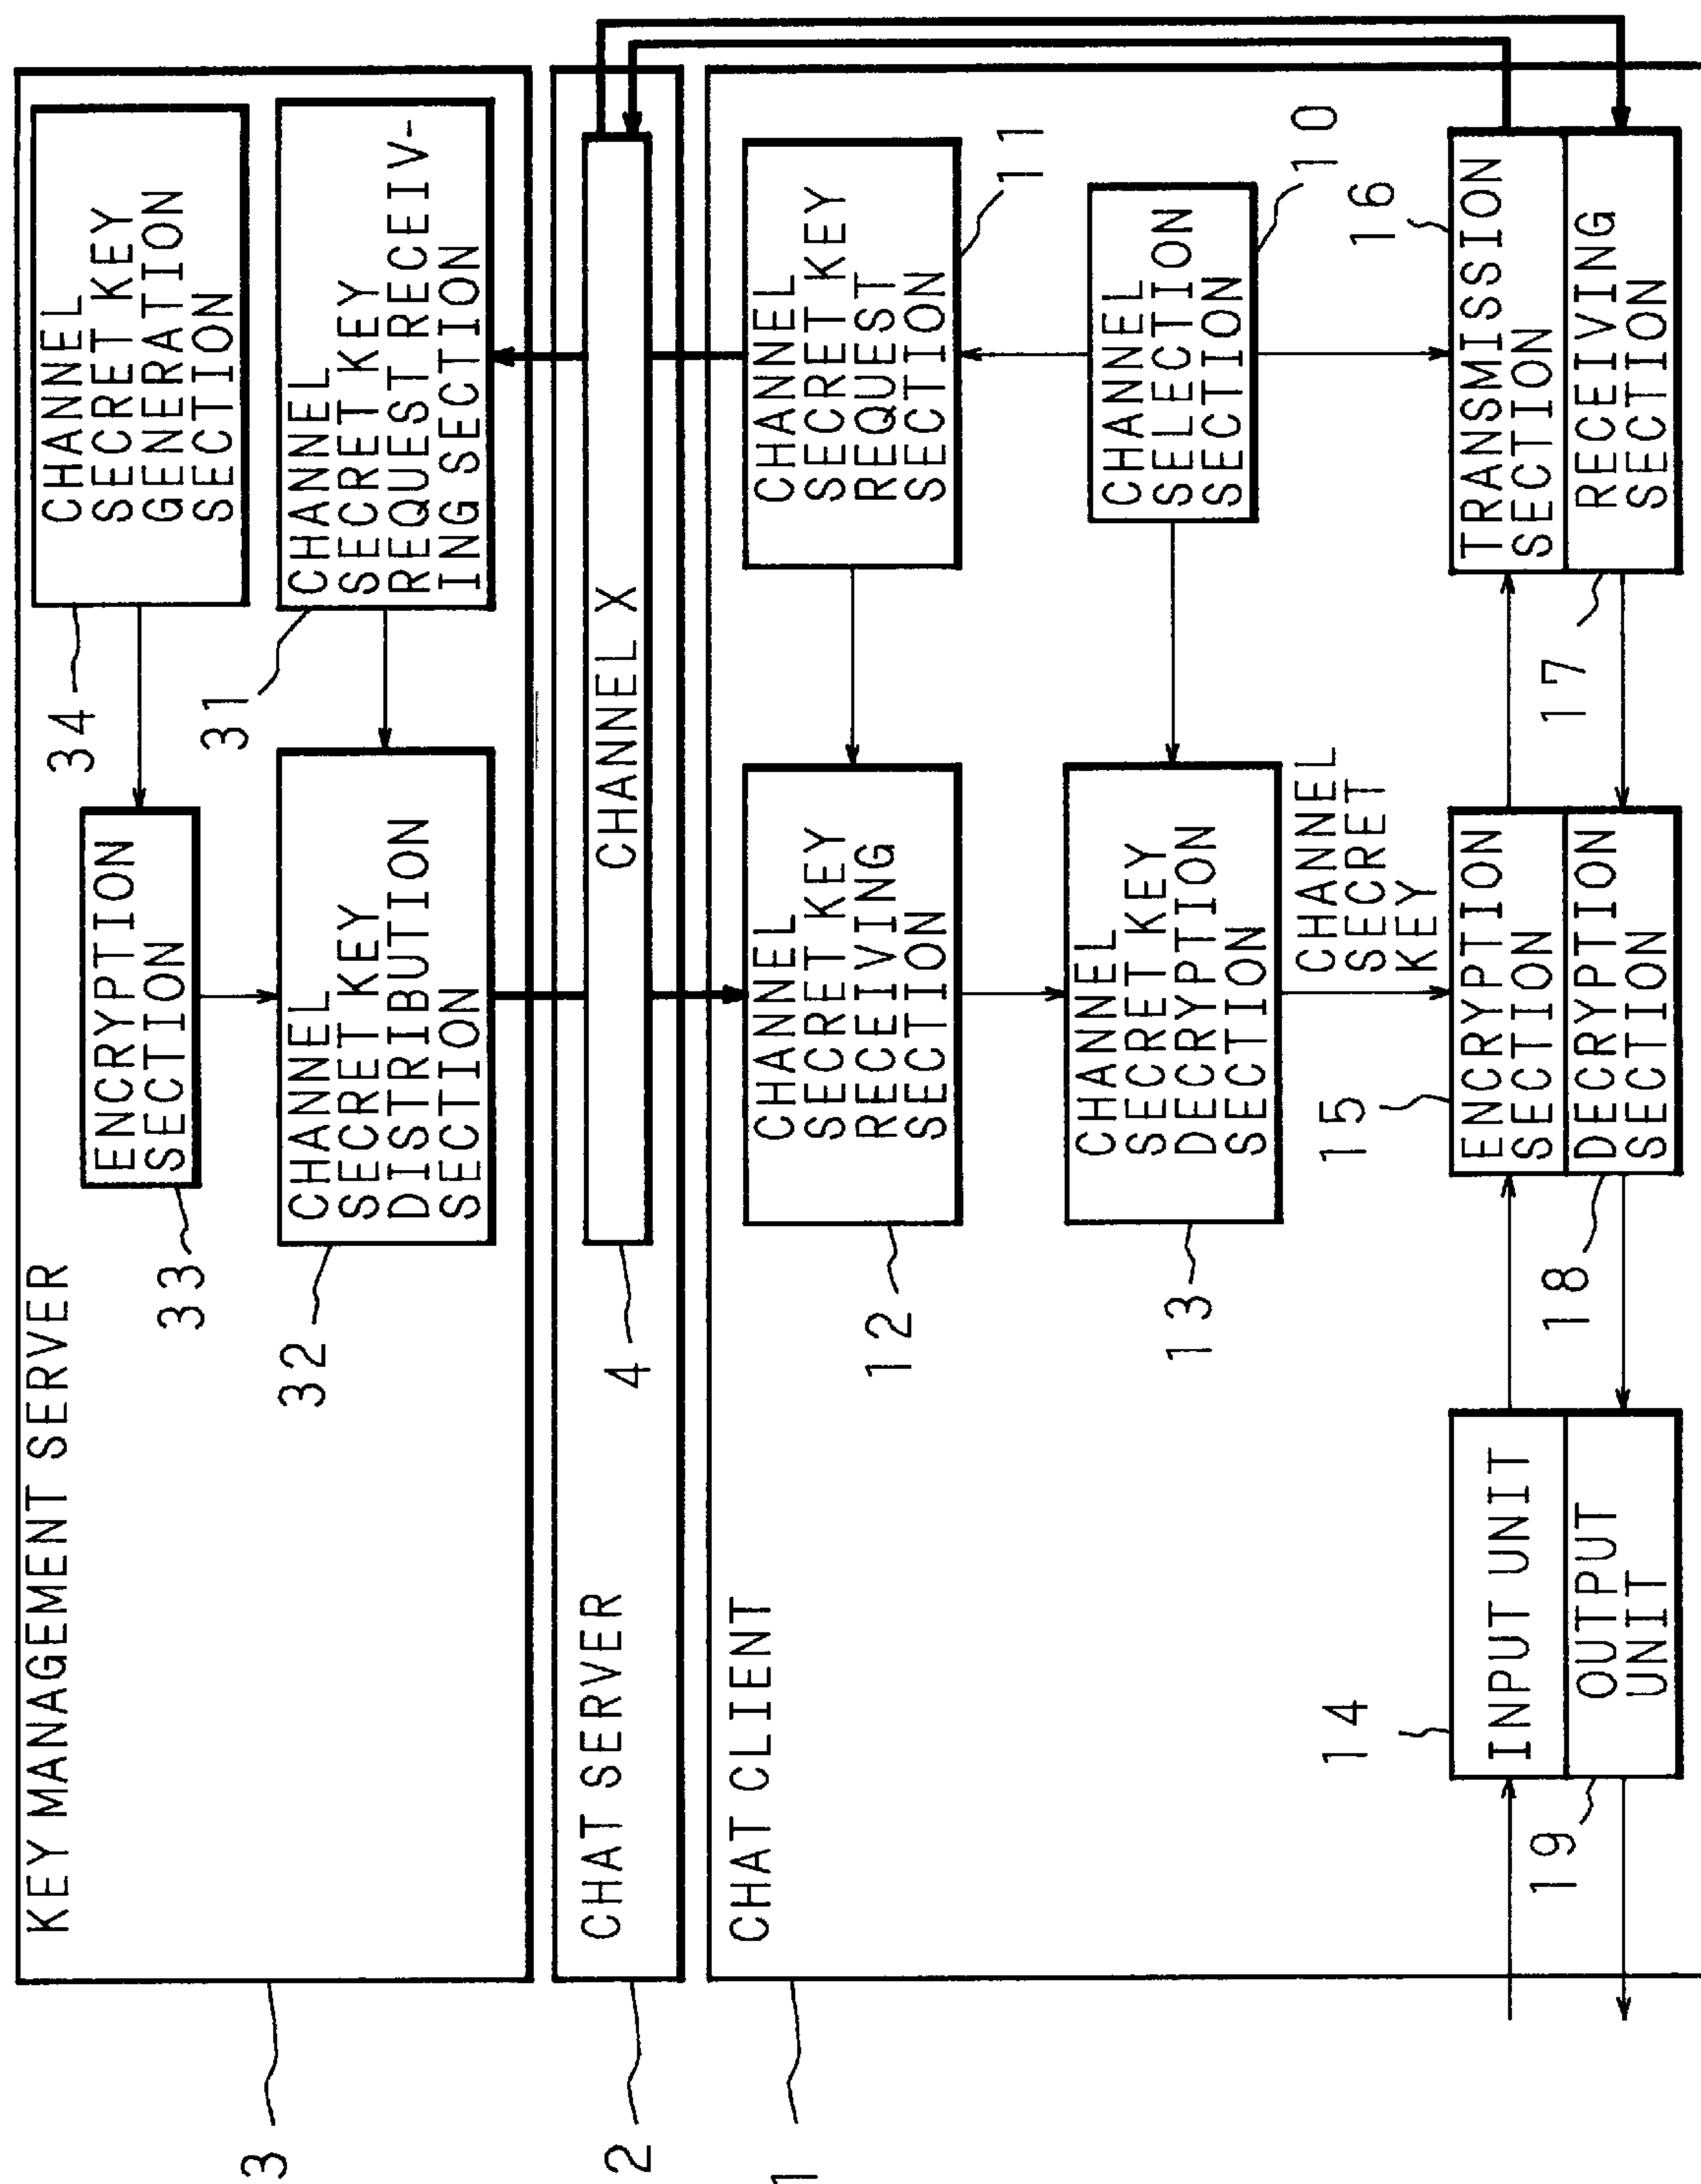 KEY MANAGEMENT SERVER
3
ENCRYPTION
SECTION
33
CHANNEL
SECRET KEY
GENERATION
SECTION
34
CHANNEL
SECRET KEY
DISTRIBUTION
SECTION
32
CHANNEL
SECRET KEY
REQUEST RECEIV-
ING SECTION
31
CHAT SERVER
2
CHANNEL X
4
CHAT CLIENT
1
CHANNEL
SECRET KEY
RECEIVING
SECTION
12
CHANNEL
SECRET KEY
REQUEST
SECTION
11
CHANNEL
SECRET KEY
DECRYPTION
SECTION
13
CHANNEL
SELECTION
SECTION
10
CHANNEL
SECRET
KEY
14
INPUT UNIT
OUTPUT
UNIT
19
15
ENCRYPTION
SECTION
DECRYPTION
SECTION
18
16
TRANSMISSION
SECTION
RECEIVING
SECTION
17